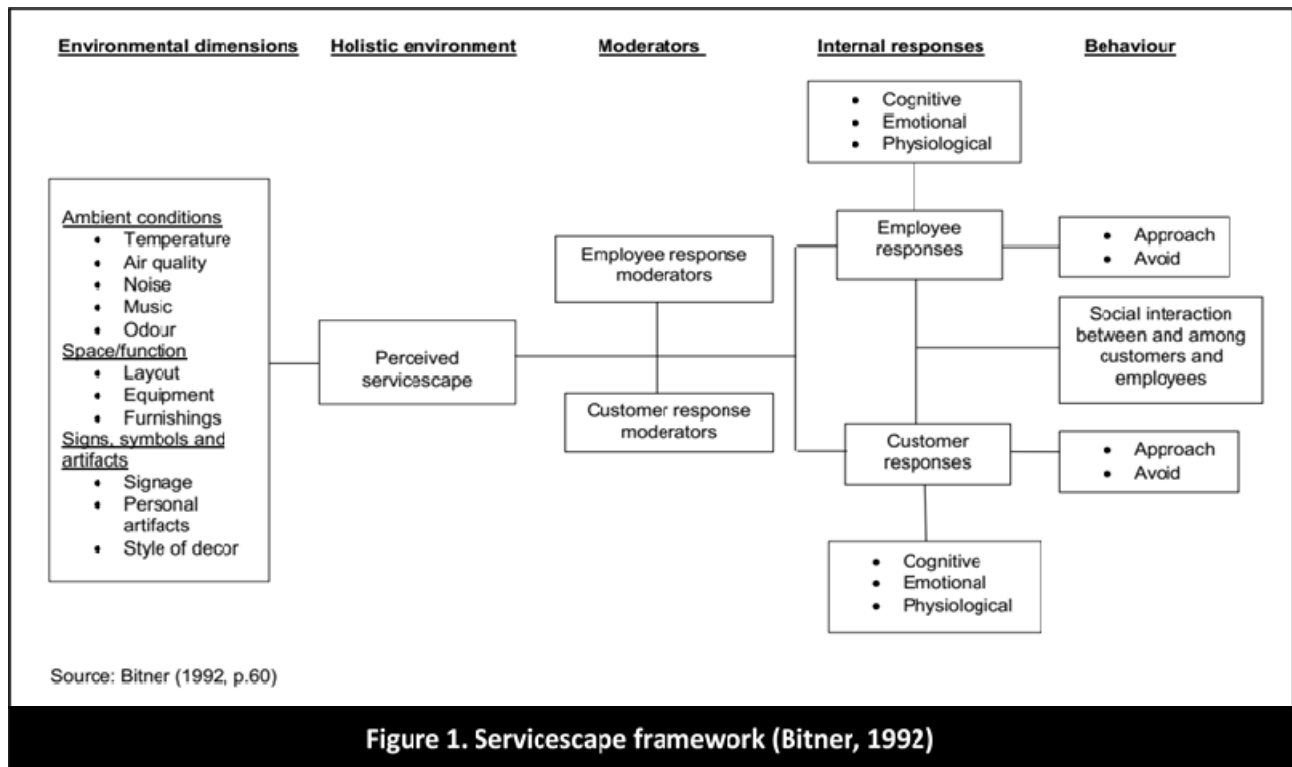 Environmental dimensions
Holistic environment
Moderators
Internal responses
Behaviour
Ambient conditions
• Temperature
• Air quality
• Noise
• Music
• Odour
Space/function
• Layout
• Equipment
• Furnishings
Signs, symbols and
artifacts
• Signage
• Personal
artifacts
• Style of decor
Perceived
servicescape
Employee response
moderators
Customer response
moderators
• Cognitive
• Emotional
• Physiological
Employee
responses
Customer
responses
• Cognitive
• Emotional
• Physiological
• Approach
• Avoid
Social interaction
between and among
customers and
employees
• Approach
• Avoid
Source: Bitner (1992, p.60)
Figure 1. Servicescape framework (Bitner, 1992)